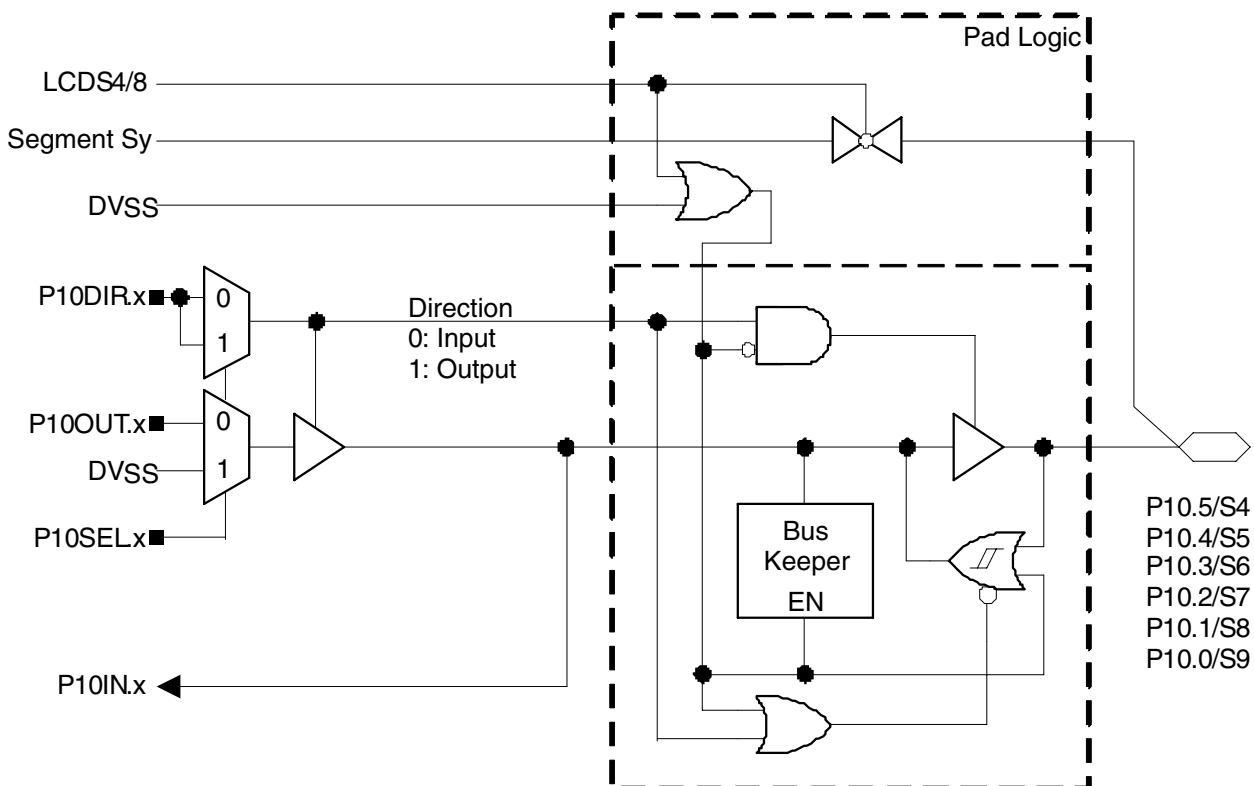 Pad Logic
LCDS4/8
Segment Sy
DVSS
P10DIR.x
0
1
Direction
0: Input
1: Output
P10OUT.x
0
DVSS
1
P10SEL.x
Bus
Keeper
EN
P10.5/S4
P10.4/S5
P10.3/S6
P10.2/S7
P10.1/S8
P10.0/S9
P10IN.x